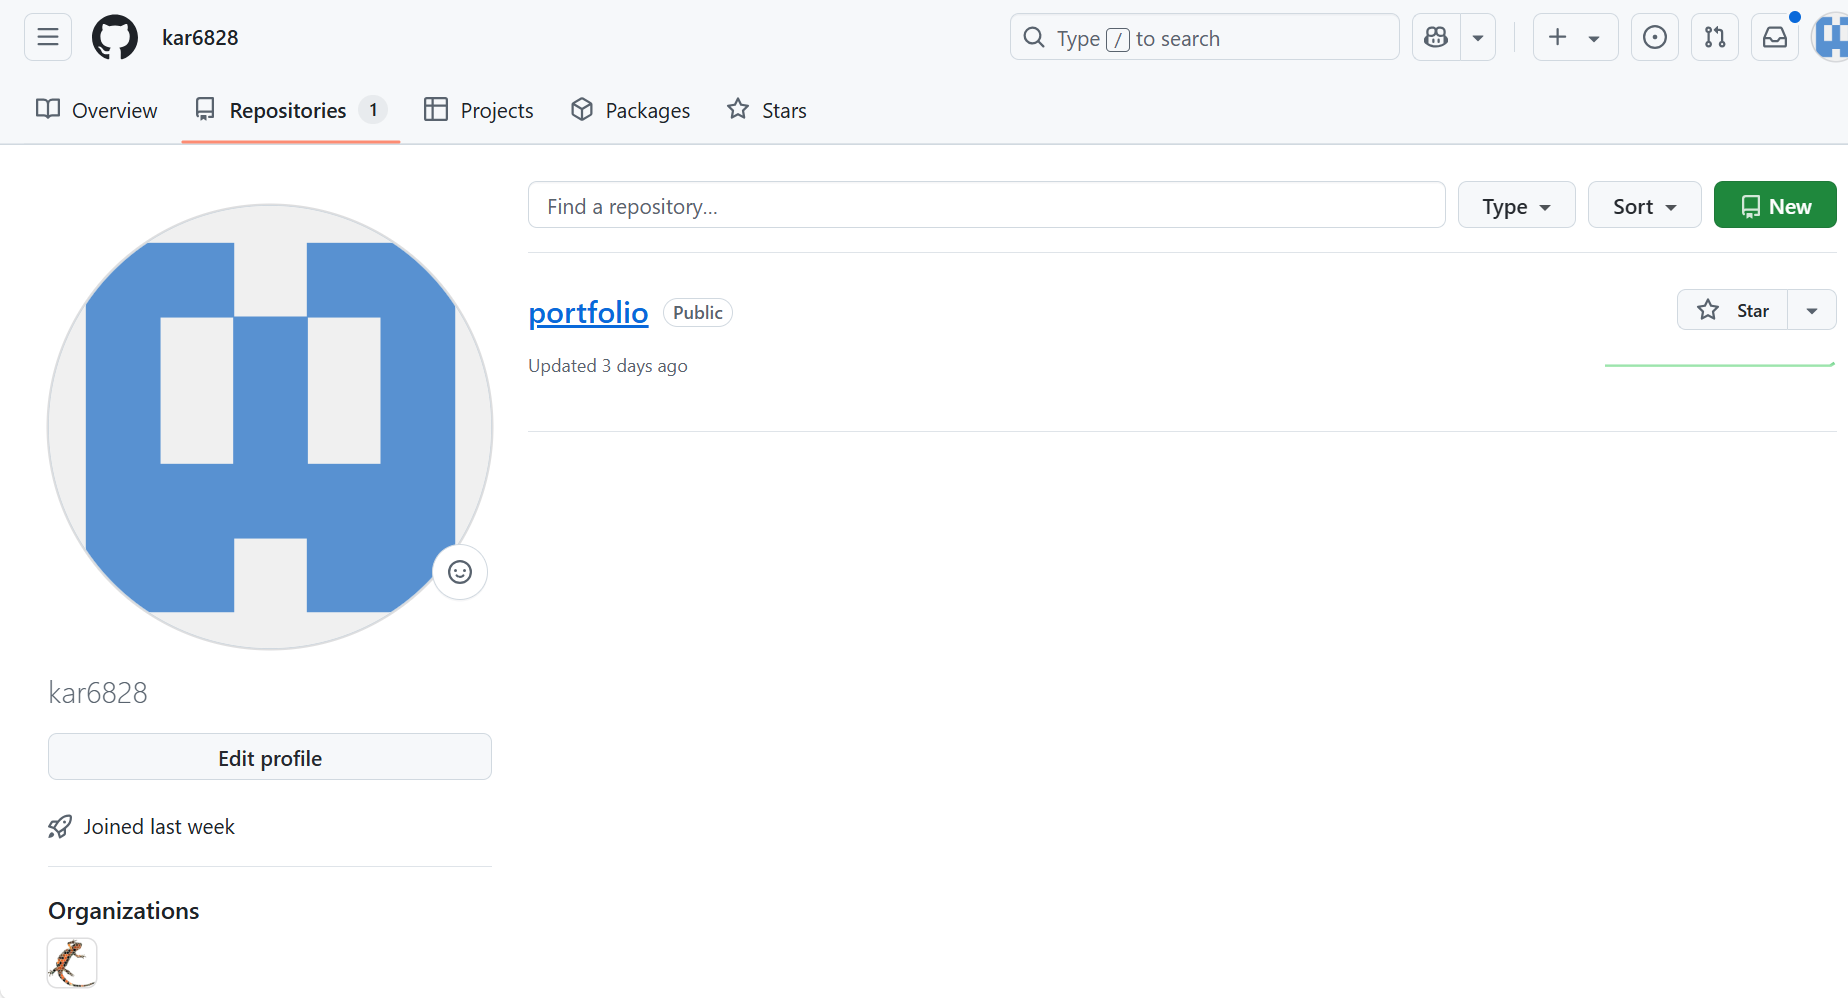 kar6828
Type / to search
Overview
Repositories 1
Projects
Packages
Stars
Find a repository...
Type
Sort
New
portfolio
Public
Star
Updated 3 days ago
kar6828
Edit profile
Joined last week
Organizations